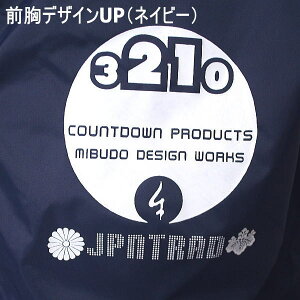 前胸デザインUP（ネイビー）
3210
COUNTDOWN PRODUCTS
MIBUDO DESIGN WORKS
JPNTRAD